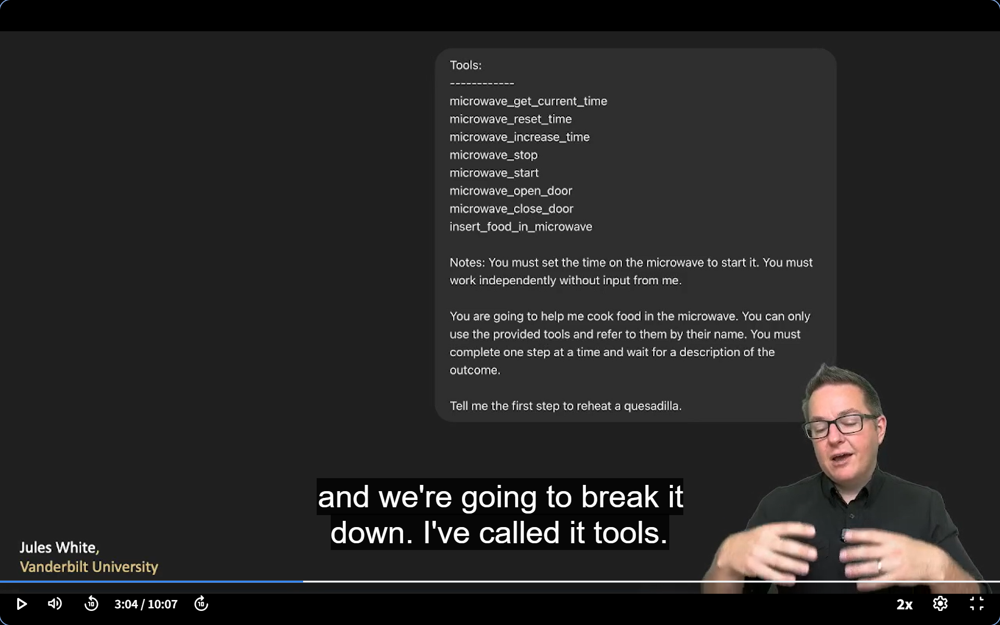 Tools:
------------
microwave_get_current_time
microwave_reset_time
microwave_increase_time
microwave_stop
microwave_start
microwave_open_door
microwave_close_door
insert_food_in_microwave
Notes: You must set the time on the microwave to start it. You must
work independently without input from me.
You are going to help me cook food in the microwave. You can only
use the provided tools and refer to them by their name. You must
complete one step at a time and wait for a description of the
outcome.
Tell me the first step to reheat a quesadilla.
and we're going to break it
down. I've called it tools.
Jules White,
Vanderbilt University
10
3:04 / 10:07
10
2x